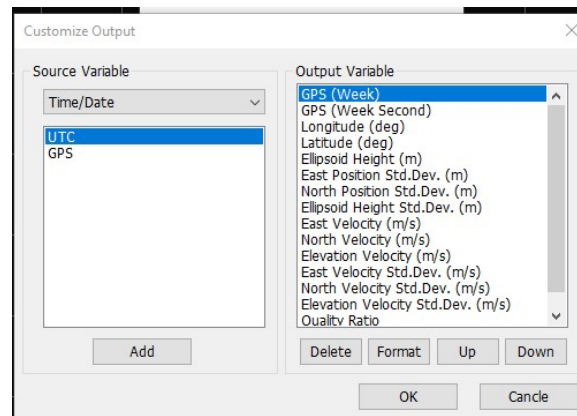 Customize Output
Source Variable
Time/Date
UTC
GPS
Add
Output Variable
GPS (Week)
GPS (Week Second)
Longitude (deg)
Latitude (deg)
Ellipsoid Height (m)
East Position Std.Dev. (m)
North Position Std.Dev. (m)
Ellipsoid Height Std.Dev. (m)
East Velocity (m/s)
North Velocity (m/s)
Elevation Velocity (m/s)
East Velocity Std.Dev. (m/s)
North Velocity Std.Dev. (m/s)
Elevation Velocity Std.Dev. (m/s)
Quality Ratio
Delete Format Up Down
OK Cancle